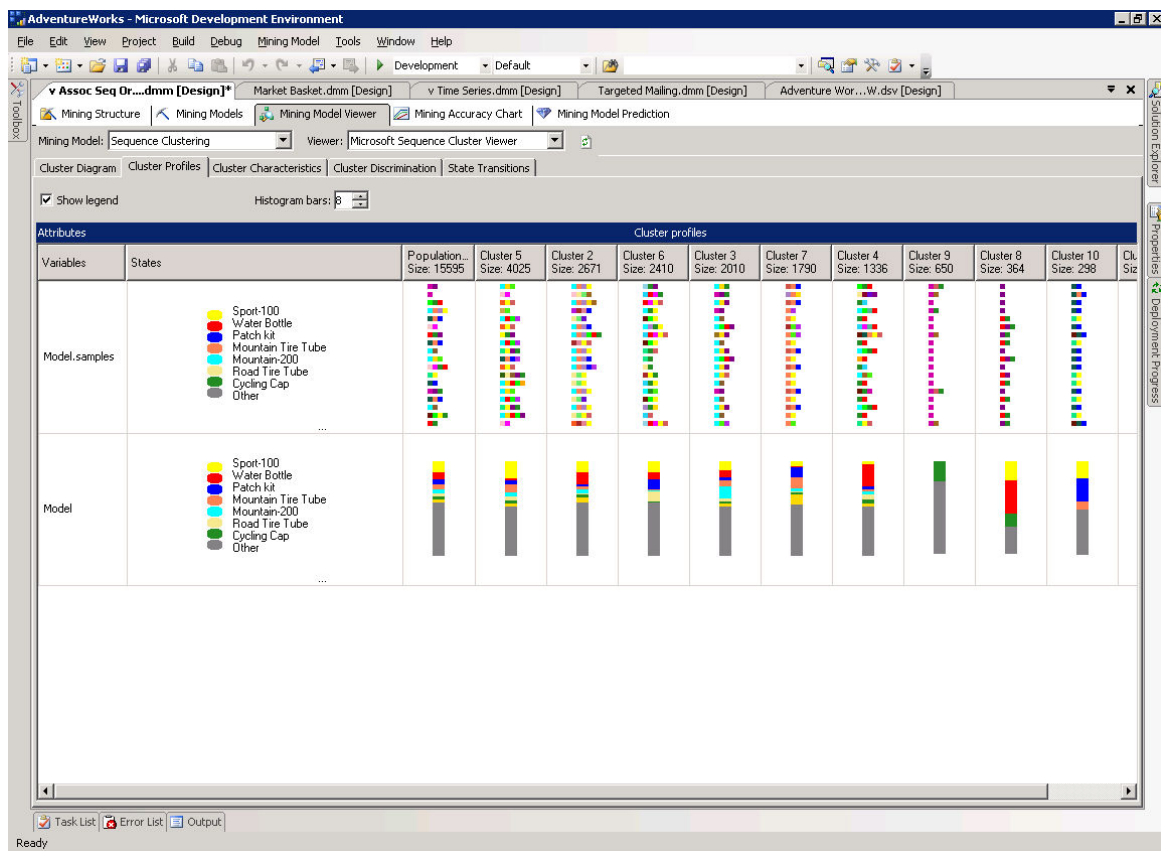 AdventureWorks - Microsoft Development Environment
File Edit View Project Build Debug Mining Model Tools Window Help
Development Default
v Assoc Seq Or....dmm [Design]* Market Basket.dmm [Design] v Time Series.dmm [Design] Targeted Mailing.dmm [Design] Adventure Wor...W.dsv [Design]
Toolbox
Solution Explorer
Properties
Deployment Progress
Mining Structure Mining Models Mining Model Viewer Mining Accuracy Chart Mining Model Prediction
Mining Model: Sequence Clustering Viewer: Microsoft Sequence Cluster Viewer
Cluster Diagram Cluster Profiles Cluster Characteristics Cluster Discrimination State Transitions
Show legend Histogram bars: 8
Attributes Cluster profiles
Variables States Population... Cluster 5 Cluster 2 Cluster 6 Cluster 3 Cluster 7 Cluster 4 Cluster 9 Cluster 8 Cluster 10 Clu
Size: 15595 Size: 4025 Size: 2671 Size: 2410 Size: 2010 Size: 1790 Size: 1336 Size: 650 Size: 364 Size: 298 Siz
Model.samples
Sport-100
Water Bottle
Patch kit
Mountain Tire Tube
Mountain-200
Road Tire Tube
Cycling Cap
Other
...
Model
Sport-100
Water Bottle
Patch kit
Mountain Tire Tube
Mountain-200
Road Tire Tube
Cycling Cap
Other
...
Task List Error List Output
Ready